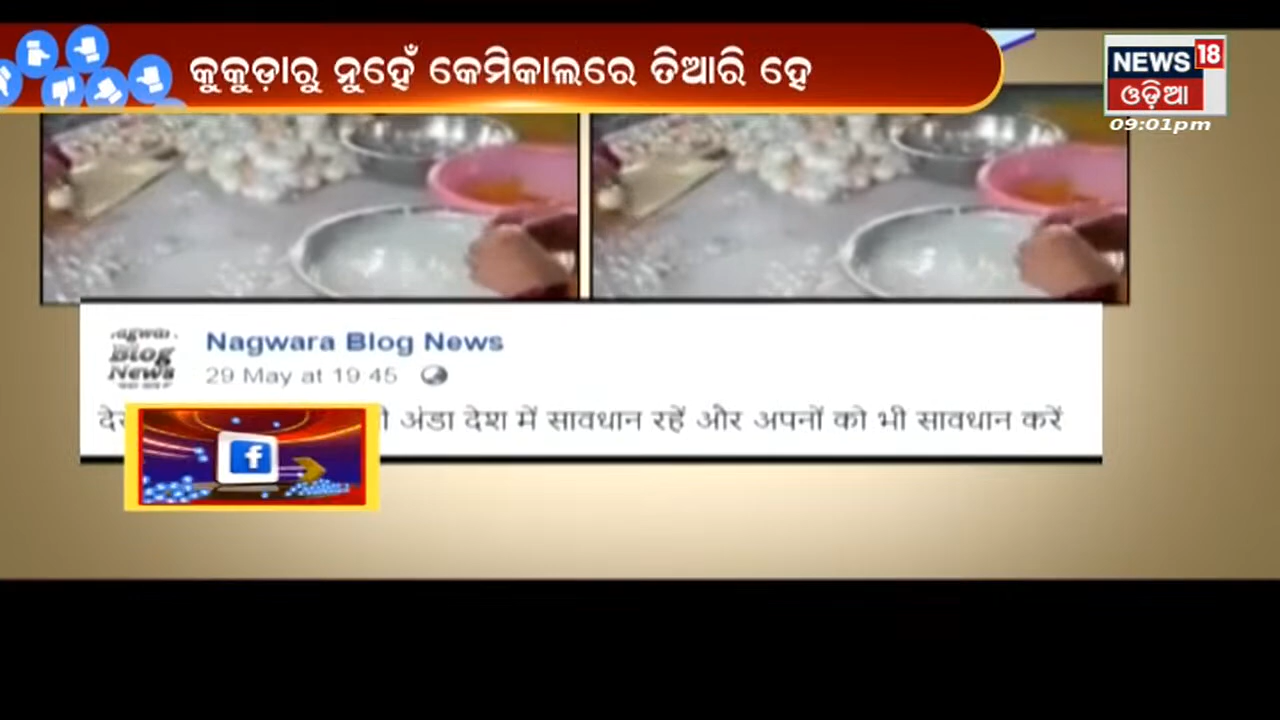 କୁକୁଡ଼ାରୁ ନୁହେଁ କେମିକାଲରେ ତିଆରି ହେ
NEWS 18
ଓଡ଼ିଆ
09:01pm
Nagwara Blog News
Blog
News
29 May at 19 45
अंडा देश में सावधान रहें और अपनों को भी सावधान करें
f